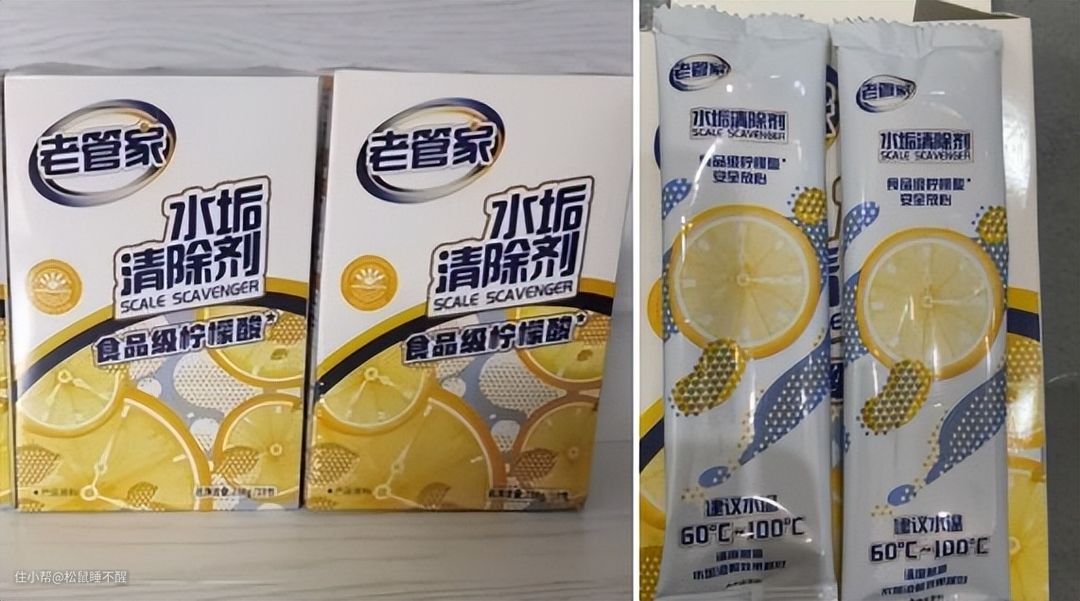 老管家
水垢
清除剂
SCALE SCAVENGER
食品级柠檬酸*
老管家
水垢
清除剂
SCALE SCAVENGER
食品级柠檬酸*
住小帮@松鼠睡不醒
老管家
水垢清除剂
SCALE SCAVENGER
食品级柠檬酸*
安全放心
建议水温
60℃~100℃
老管家
水垢清除剂
SCALE SCAVENGER
食品级柠檬酸*
安全放心
建议水温
60℃~100℃